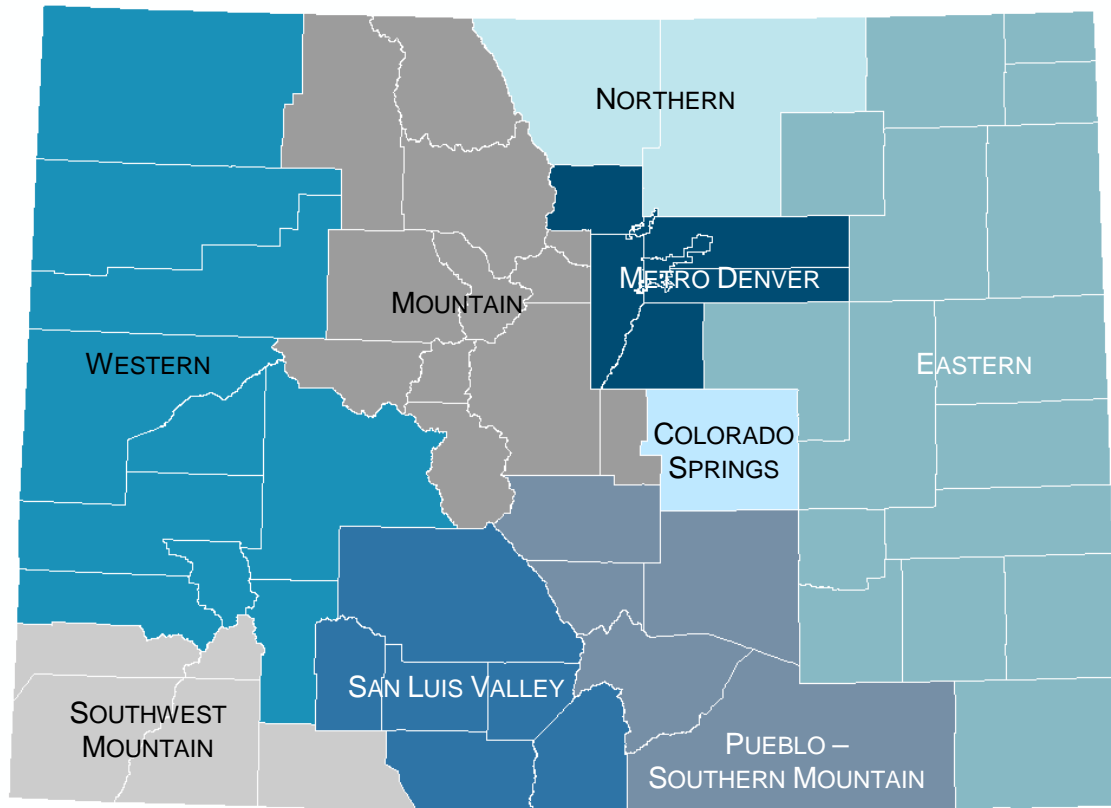 NORTHERN
METRO DENVER
MOUNTAIN
WESTERN
EASTERN
COLORADO
SPRINGS
SAN LUIS VALLEY
SOUTHWEST
MOUNTAIN
PUEBLO –
SOUTHERN MOUNTAIN